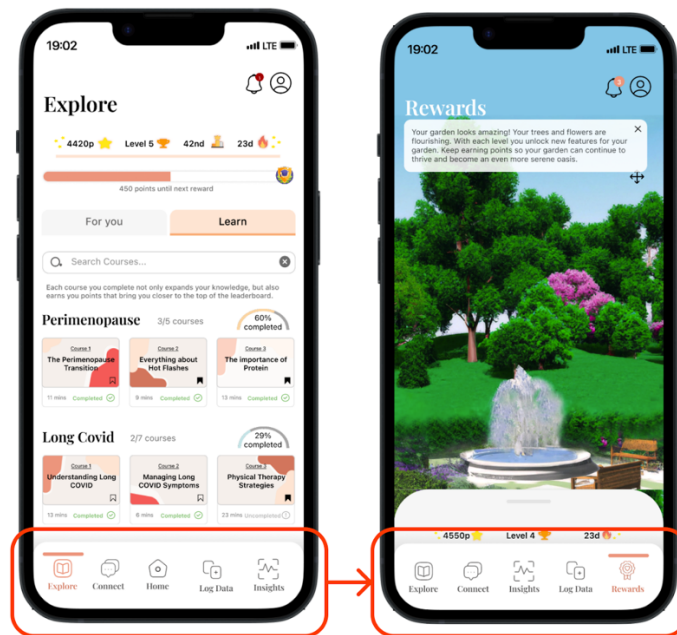 19:02
LTE
Explore
4420p Level 5 42nd 23d
450 points until next reward
For you Learn
Search Courses...
Each course you complete not only expands your knowledge, but also
earns you points that bring you closer to the top of the leaderboard.
Perimenopause 3/5 courses 60% completed
Course 1
The Perimenopause
Transition
11 mins Completed
Course 2
Everything about
Hot Flashes
9 mins Completed
Course 3
The importance of
Protein
13 mins Completed
Long Covid 2/7 courses 29% completed
Course 1
Understanding Long
COVID
13 mins Completed
Course 2
Managing Long
COVID Symptoms
6 mins Completed
Course 3
Physical Therapy
Strategies
23 mins Uncompleted
Explore Connect Home Log Data Insights
19:02
LTE
3
Rewards
Your garden looks amazing! Your trees and flowers are
flourishing. With each level you unlock new features for your
garden. Keep earning points so your garden can continue to
thrive and become an even more serene oasis.
4550p Level 4 23d
Explore Connect Insights Log Data Rewards